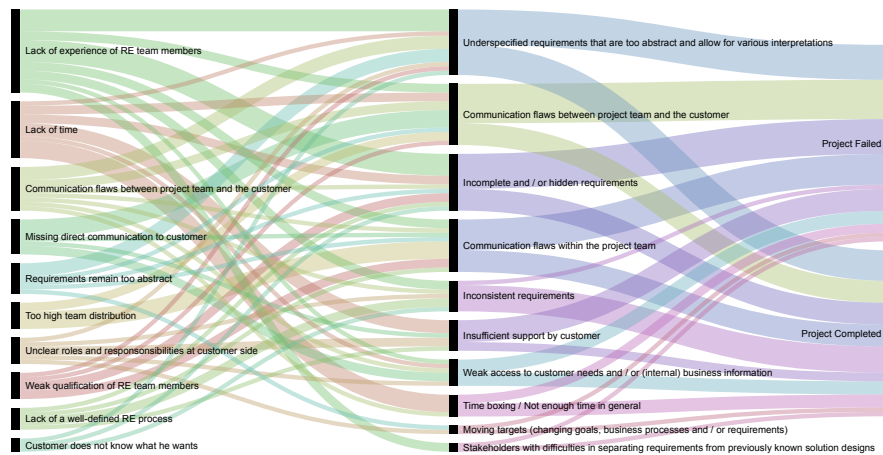 Lack of experience of RE team members
Lack of time
Communication flaws between project team and the customer
Missing direct communication to customer
Requirements remain too abstract
Too high team distribution
Unclear roles and responsonsibilities at customer side
Weak qualification of RE team members
Lack of a well-defined RE process
Customer does not know what he wants
Underspecified requirements that are too abstract and allow for various interpretations
Communication flaws between project team and the customer
Incomplete and / or hidden requirements
Communication flaws within the project team
Inconsistent requirements
Insufficient support by customer
Weak access to customer needs and / or (internal) business information
Time boxing / Not enough time in general
Moving targets (changing goals, business processes and / or requirements)
Stakeholders with difficulties in separating requirements from previously known solution designs
Project Failed
Project Completed